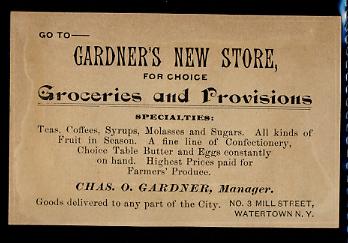 GO TO—
GARDNER'S NEW STORE,
FOR CHOICE
Groceries and Provisions
SPECIALTIES:
Teas, Coffees, Syrups, Molasses and Sugars. All kinds of
Fruit in Season. A fine line of Confectionery,
Choice Table Butter and Eggs constantly
on hand. Highest Prices paid for
Farmers' Produce.
CHAS. O. GARDNER, Manager.
Goods delivered to any part of the City. NO. 3 MILL STREET,
WATERTOWN N.Y.